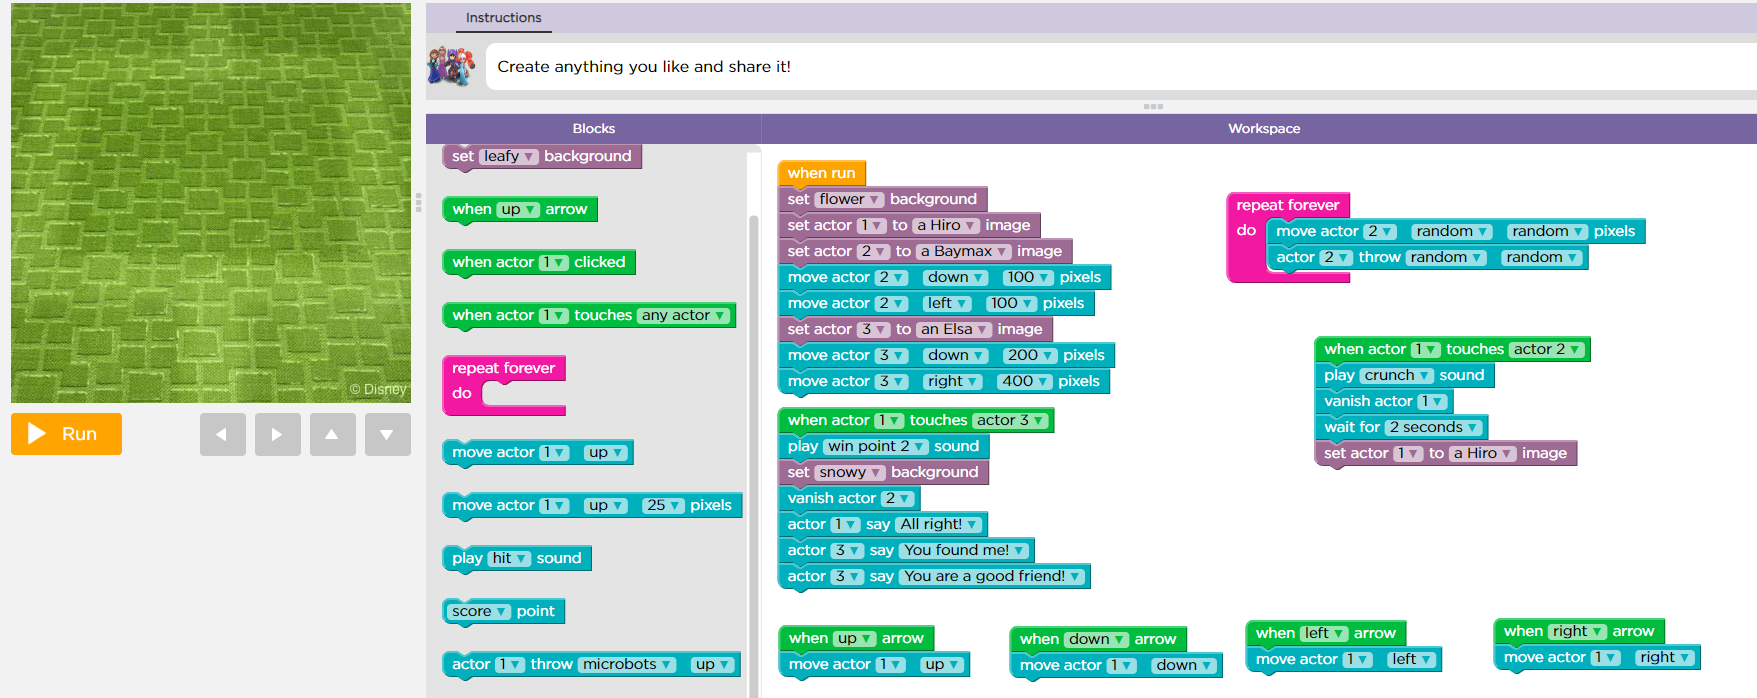 Instructions
Create anything you like and share it!
Blocks
Workspace
set leafy background
when up arrow
when actor 1 clicked
when actor 1 touches any actor
repeat forever
do
move actor 1 up
move actor 1 up 25 pixels
play hit sound
score point
actor 1 throw microbots up
© Disney
Run
when run
set flower background
set actor 1 to a Hiro image
set actor 2 to a Baymax image
move actor 2 down 100 pixels
move actor 2 left 100 pixels
set actor 3 to an Elsa image
move actor 3 down 200 pixels
move actor 3 right 400 pixels
when actor 1 touches actor 3
play win point 2 sound
set snowy background
vanish actor 2
actor 1 say All right!
actor 3 say You found me!
actor 3 say You are a good friend!
repeat forever
do move actor 2 random random pixels
actor 2 throw random random
when actor 1 touches actor 2
play crunch sound
vanish actor 1
wait for 2 seconds
set actor 1 to a Hiro image
when up arrow
move actor 1 up
when down arrow
move actor 1 down
when left arrow
move actor 1 left
when right arrow
move actor 1 right